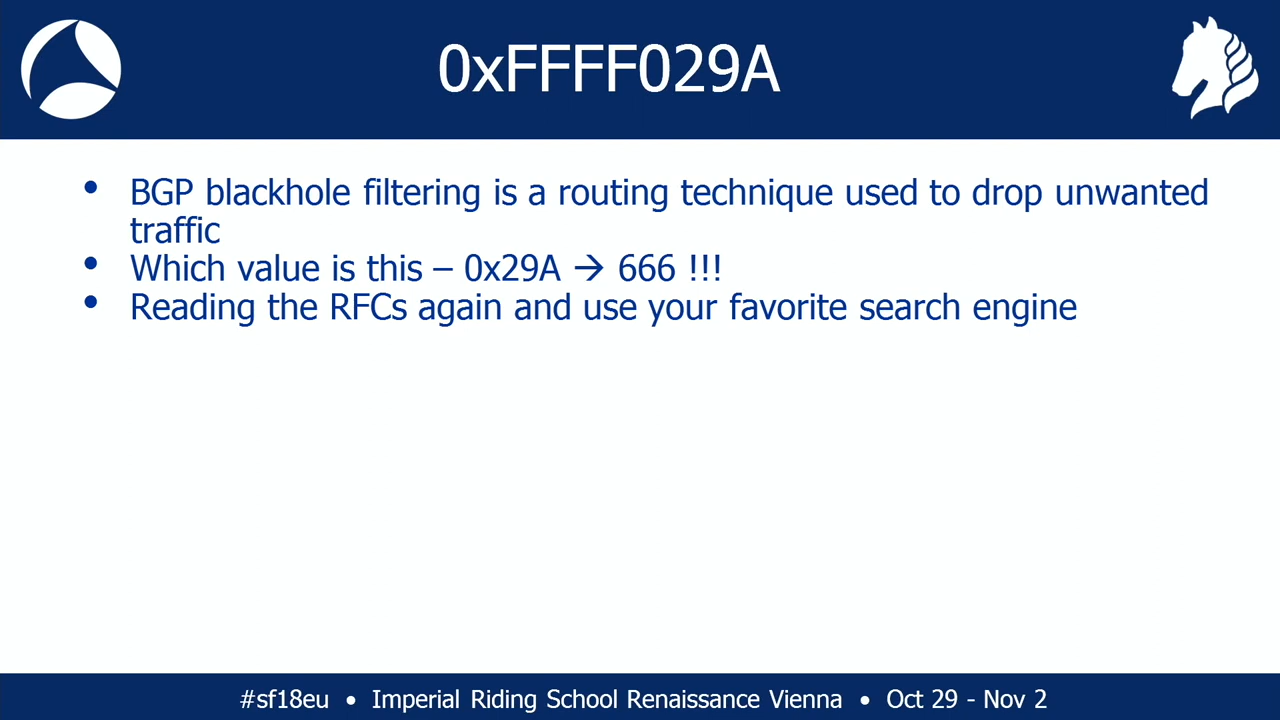 0xFFFF029A
• BGP blackhole filtering is a routing technique used to drop unwanted
traffic
• Which value is this – 0x29A → 666 !!!
• Reading the RFCs again and use your favorite search engine
#sf18eu • Imperial Riding School Renaissance Vienna • Oct 29 - Nov 2